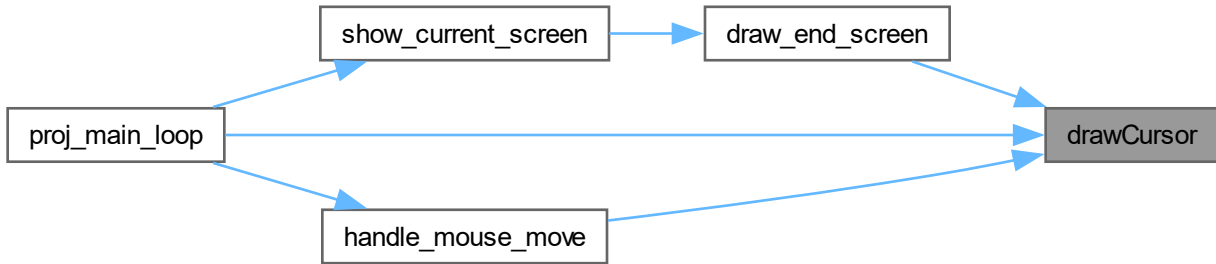 show_current_screen
draw_end_screen
proj_main_loop
drawCursor
handle_mouse_move